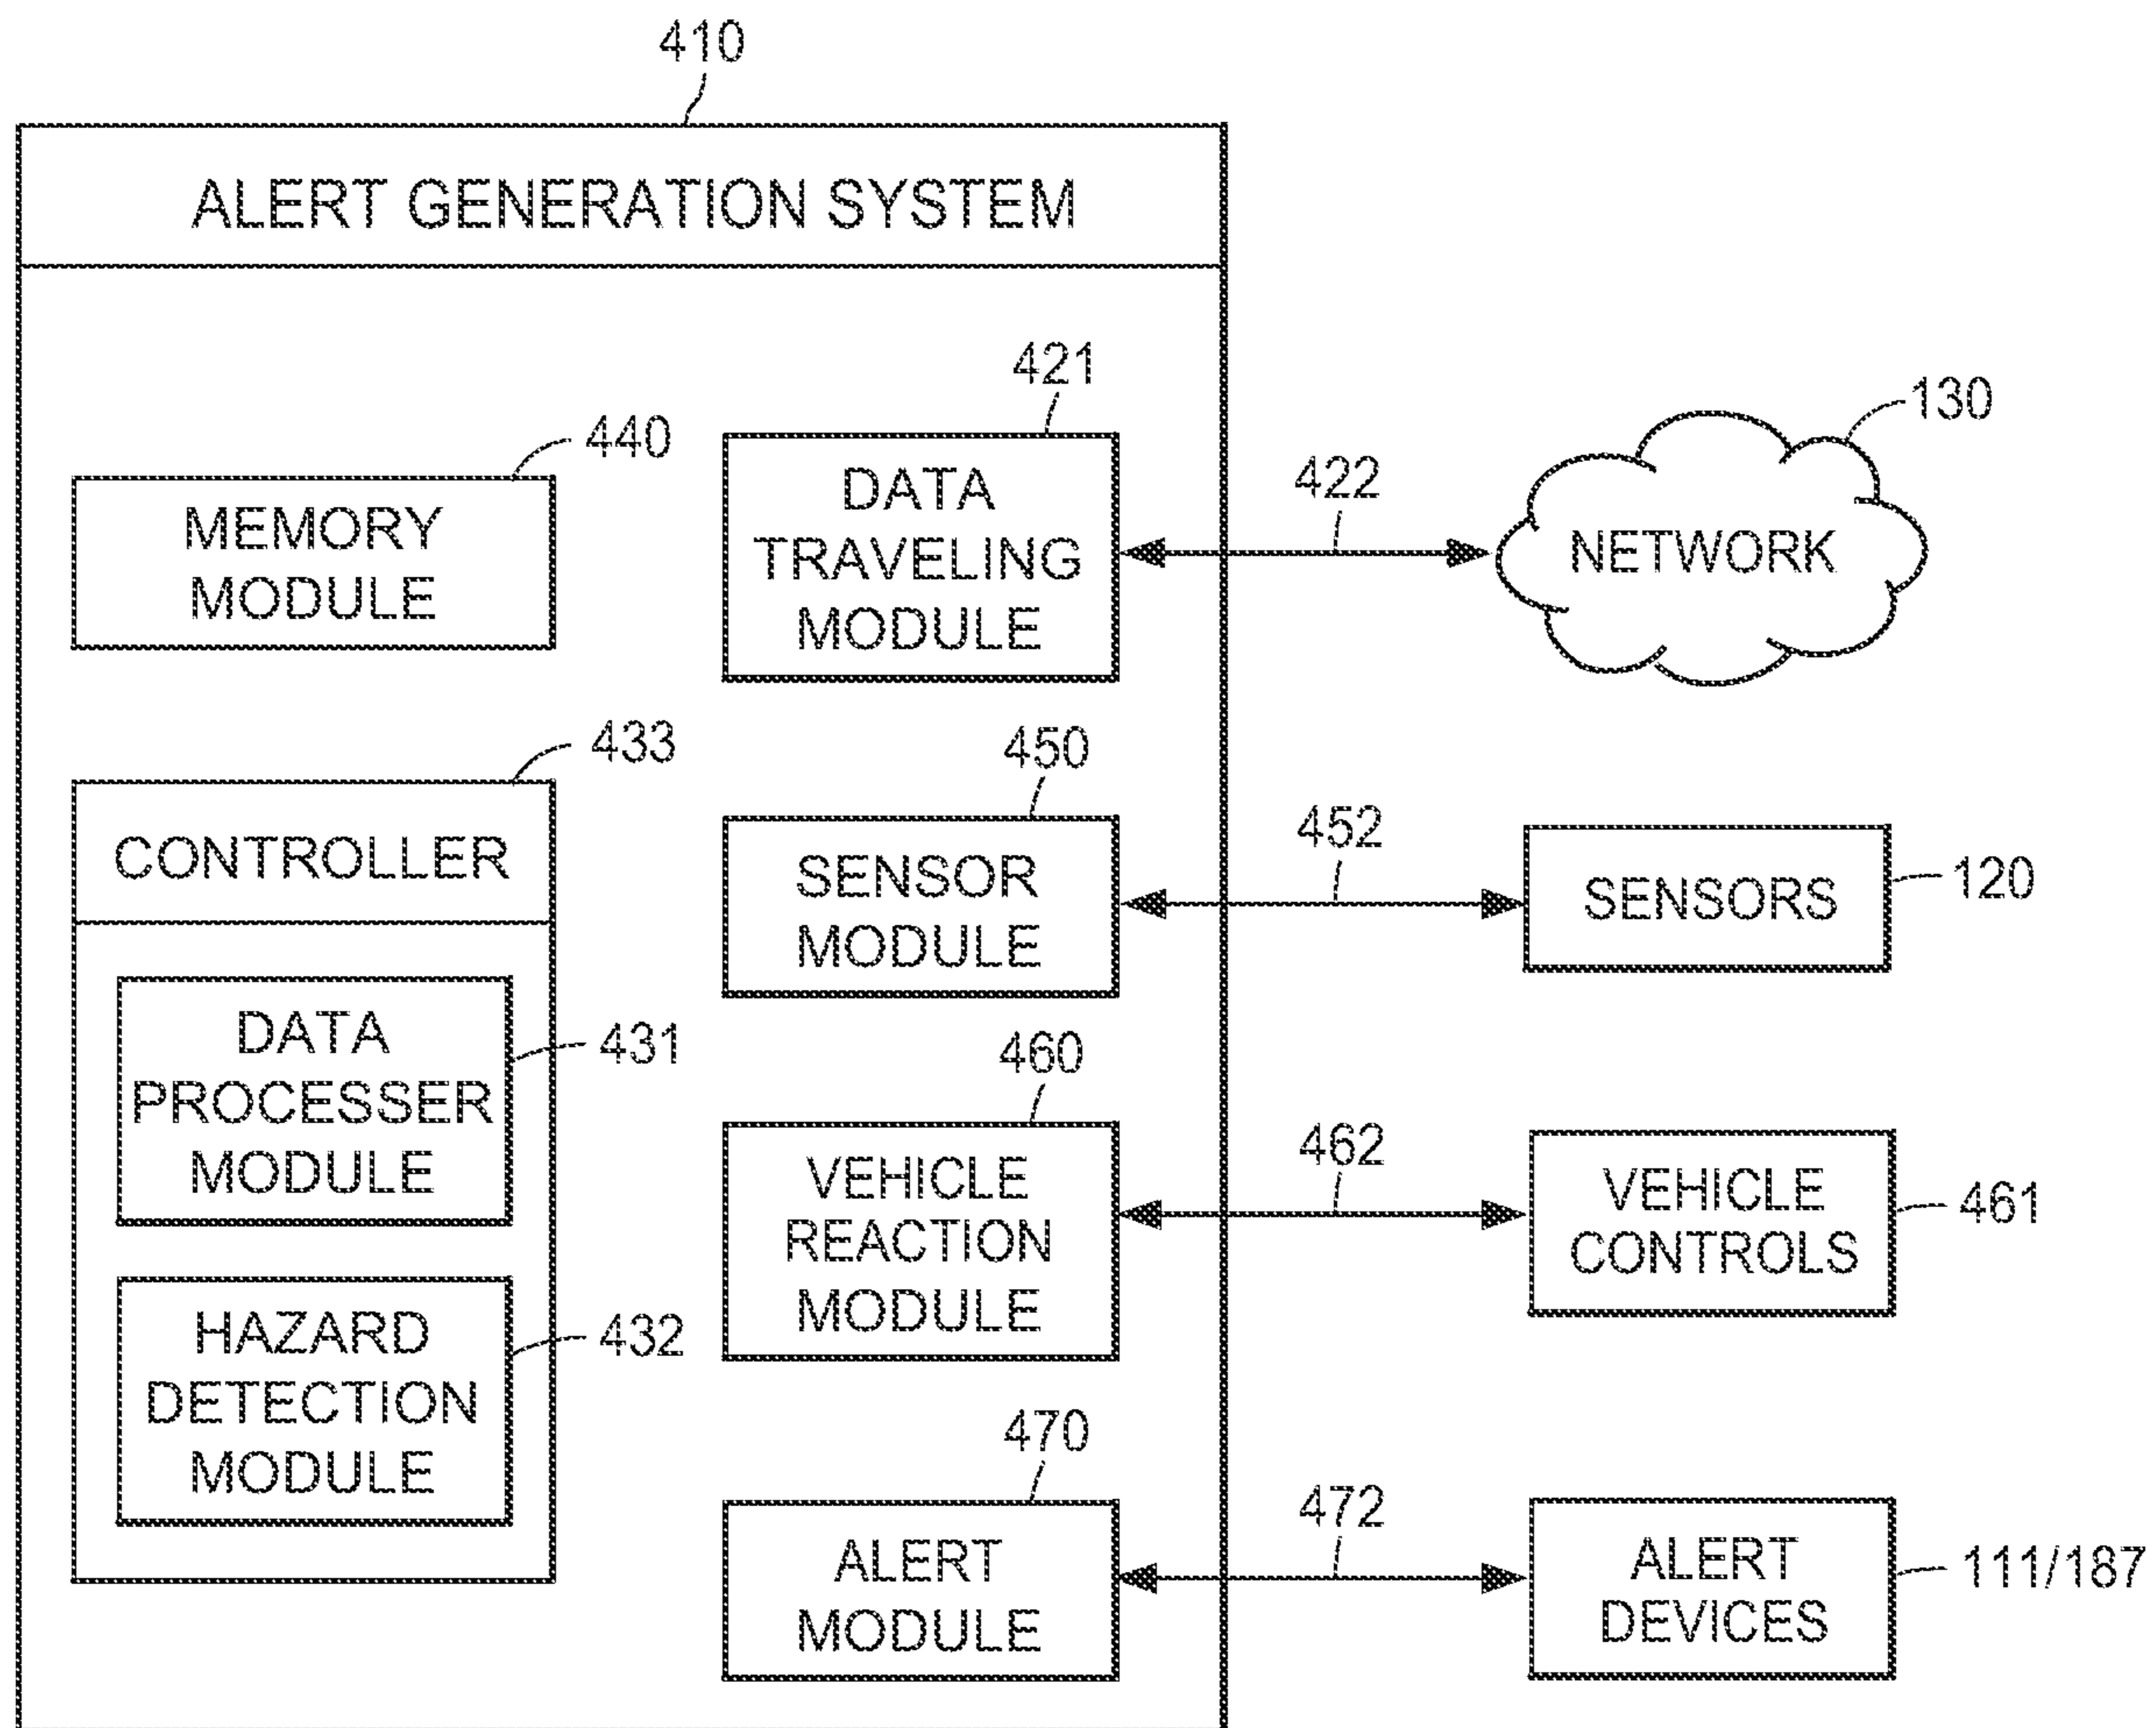 410
ALERT GENERATION SYSTEM
440
MEMORY
MODULE
421
DATA
TRAVELING
MODULE
422
130
NETWORK
433
CONTROLLER
431
DATA
PROCESSER
MODULE
432
HAZARD
DETECTION
MODULE
450
SENSOR
MODULE
452
SENSORS
120
460
VEHICLE
REACTION
MODULE
462
VEHICLE
CONTROLS
461
470
ALERT
MODULE
472
ALERT
DEVICES
111/187